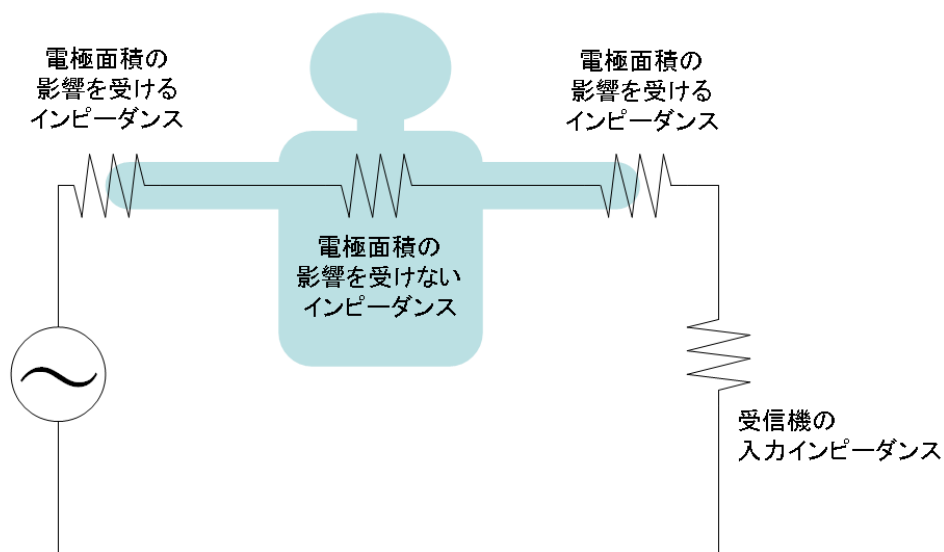 電極面積の
影響を受ける
インピーダンス
電極面積の
影響を受ける
インピーダンス
電極面積の
影響を受けない
インピーダンス
受信機の
入力インピーダンス